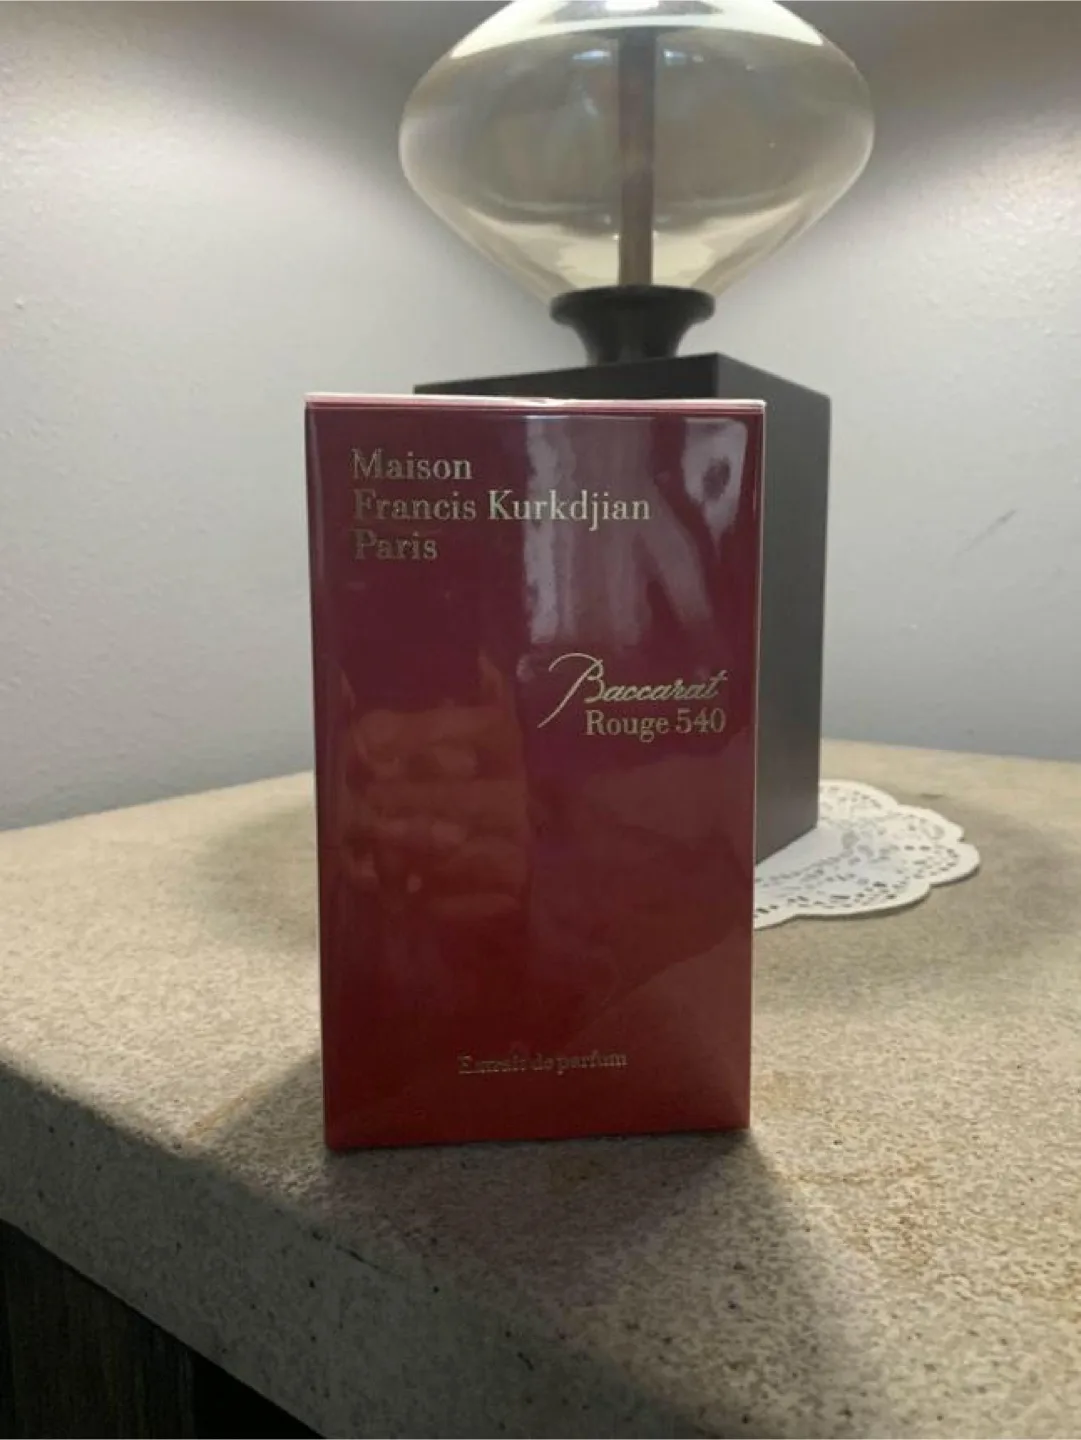 Maison
Francis Kurkdjian
Paris
Baccarat
Rouge 540
Extrait de parfum